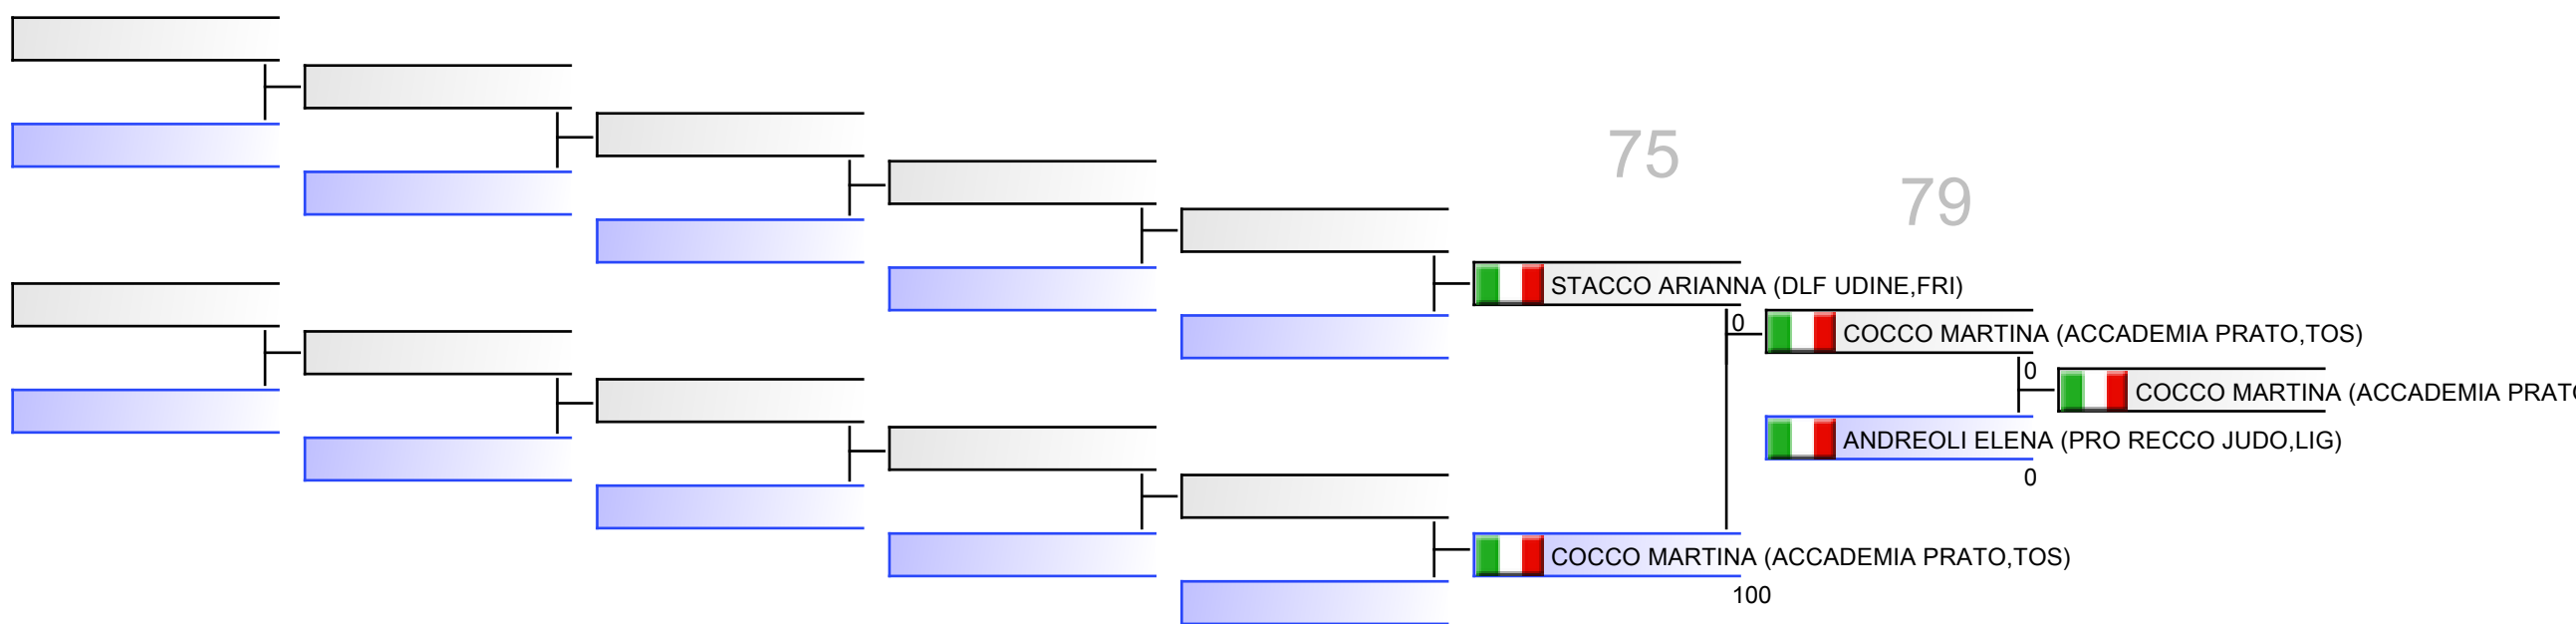 75
79
STACCO ARIANNA (DLF UDINE,FRI)
0
COCCO MARTINA (ACCADEMIA PRATO,TOS)
0
COCCO MARTINA (ACCADEMIA PRATO
ANDREOLI ELENA (PRO RECCO JUDO,LIG)
0
COCCO MARTINA (ACCADEMIA PRATO,TOS)
100